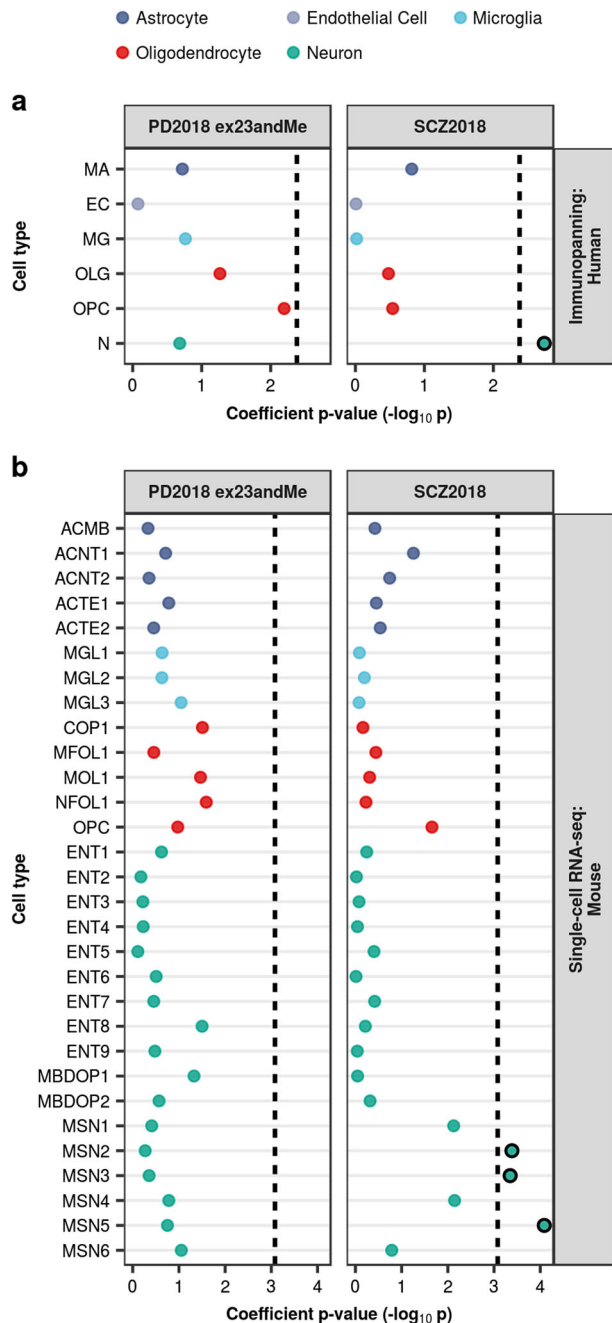 Astrocyte Endothelial Cell Microglia
Oligodendrocyte Neuron
a
PD2018 ex23andMe SCZ2018
MA
EC
MG
OLG
OPC
N
Cell type
Immunopanning:
Human
0 1 2 0 1 2
Coefficient p-value (-log10 p)
b
PD2018 ex23andMe SCZ2018
ACMB
ACNT1
ACNT2
ACTE1
ACTE2
MGL1
MGL2
MGL3
COP1
MFOL1
MOL1
NFOL1
OPC
ENT1
ENT2
ENT3
ENT4
ENT5
ENT6
ENT7
ENT8
ENT9
MBDOP1
MBDOP2
MSN1
MSN2
MSN3
MSN4
MSN5
MSN6
Cell type
Single-cell RNA-seq:
Mouse
0 1 2 3 4 0 1 2 3 4
Coefficient p-value (-log10 p)